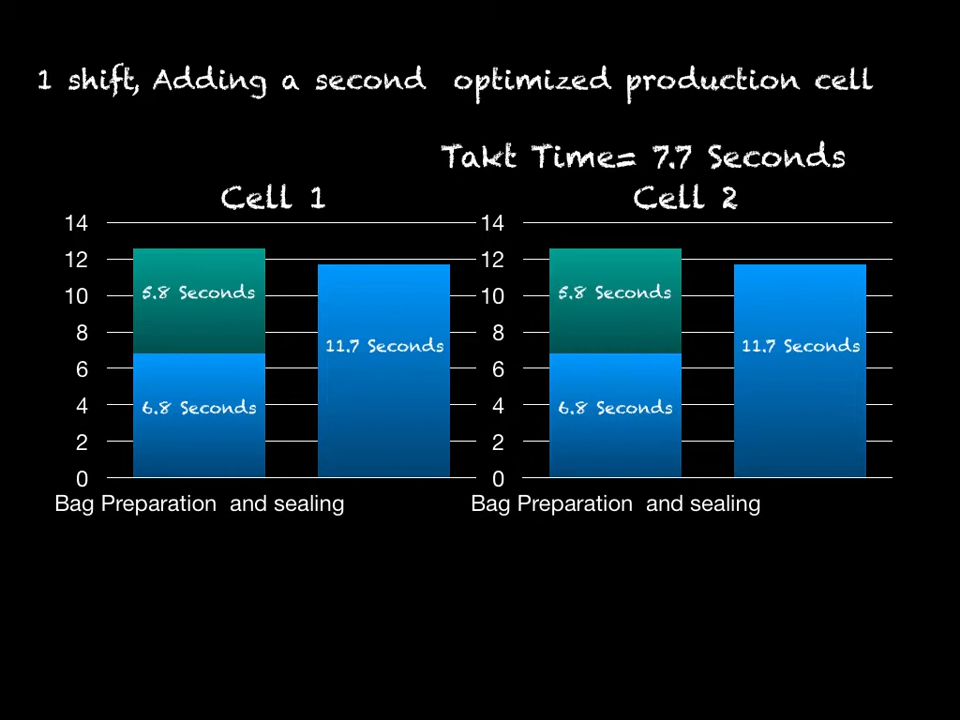 1 shift, Adding a second optimized production cell
Takt Time= 7.7 Seconds
Cell 1
14
12
10
8
6
4
2
0
5.8 Seconds
6.8 Seconds
11.7 Seconds
Bag Preparation and sealing
Cell 2
14
12
10
8
6
4
2
0
5.8 Seconds
6.8 Seconds
11.7 Seconds
Bag Preparation and sealing